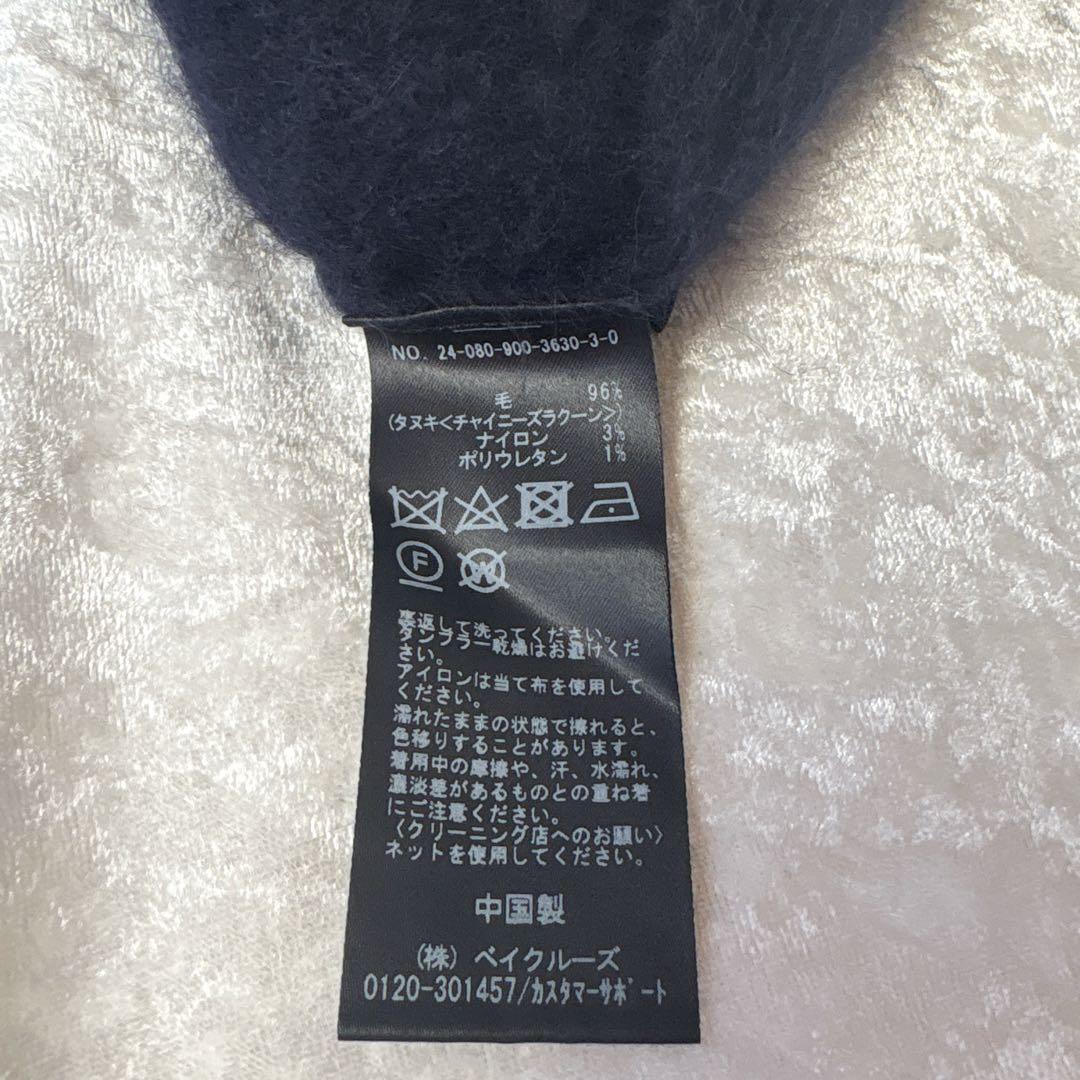 NO. 24-080-900-3630-3-0
毛 96%
(タヌキ<チャイニーズラクーン>)
ナイロン 3%
ポリウレタン 1%
F W
裏返して洗ってください。
タンブラー乾燥はお避けくだ
さい。
アイロンは当て布を使用して
ください。
濡れたままの状態で擦れると、
色移りすることがあります。
着用中の摩擦や、汗、水濡れ、
濃淡差があるものとの重ね着
にご注意ください。
〈クリーニング店へのお願い〉
ネットを使用してください。
中国製
(株) ベイクルーズ
0120-301457/カスタマーサポート